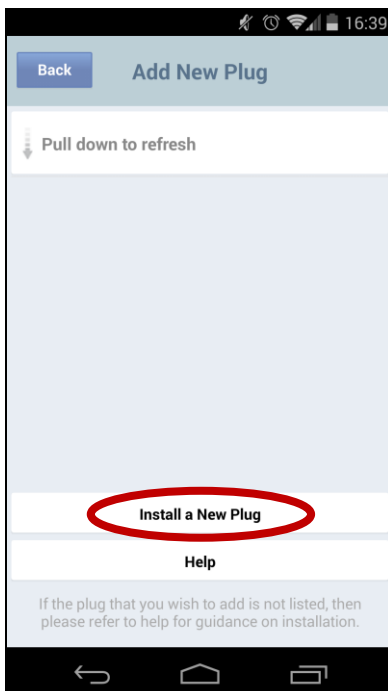 16:39
Back
Add New Plug
Pull down to refresh
Install a New Plug
Help
If the plug that you wish to add is not listed, then
please refer to help for guidance on installation.